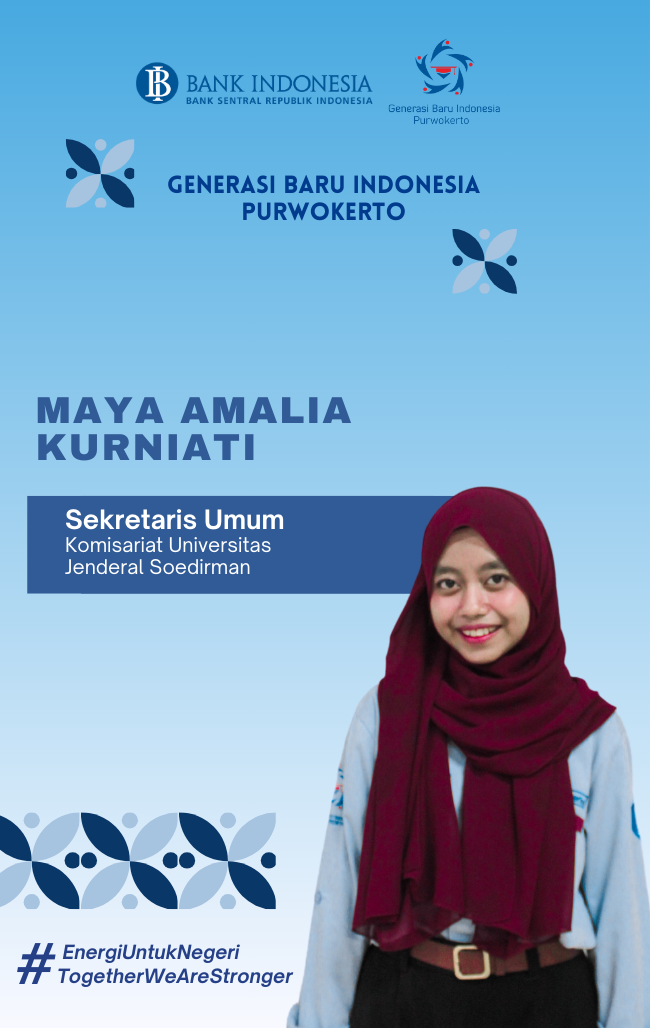 BANK INDONESIA
BANK SENTRAL REPUBLIK INDONESIA
Generasi Baru Indonesia
Purwokerto
GENERASI BARU INDONESIA
PURWOKERTO
MAYA AMALIA
KURNIATI
Sekretaris Umum
Komisariat Universitas
Jenderal Soedirman
# EnergiUntukNegeri
TogetherWeAreStronger